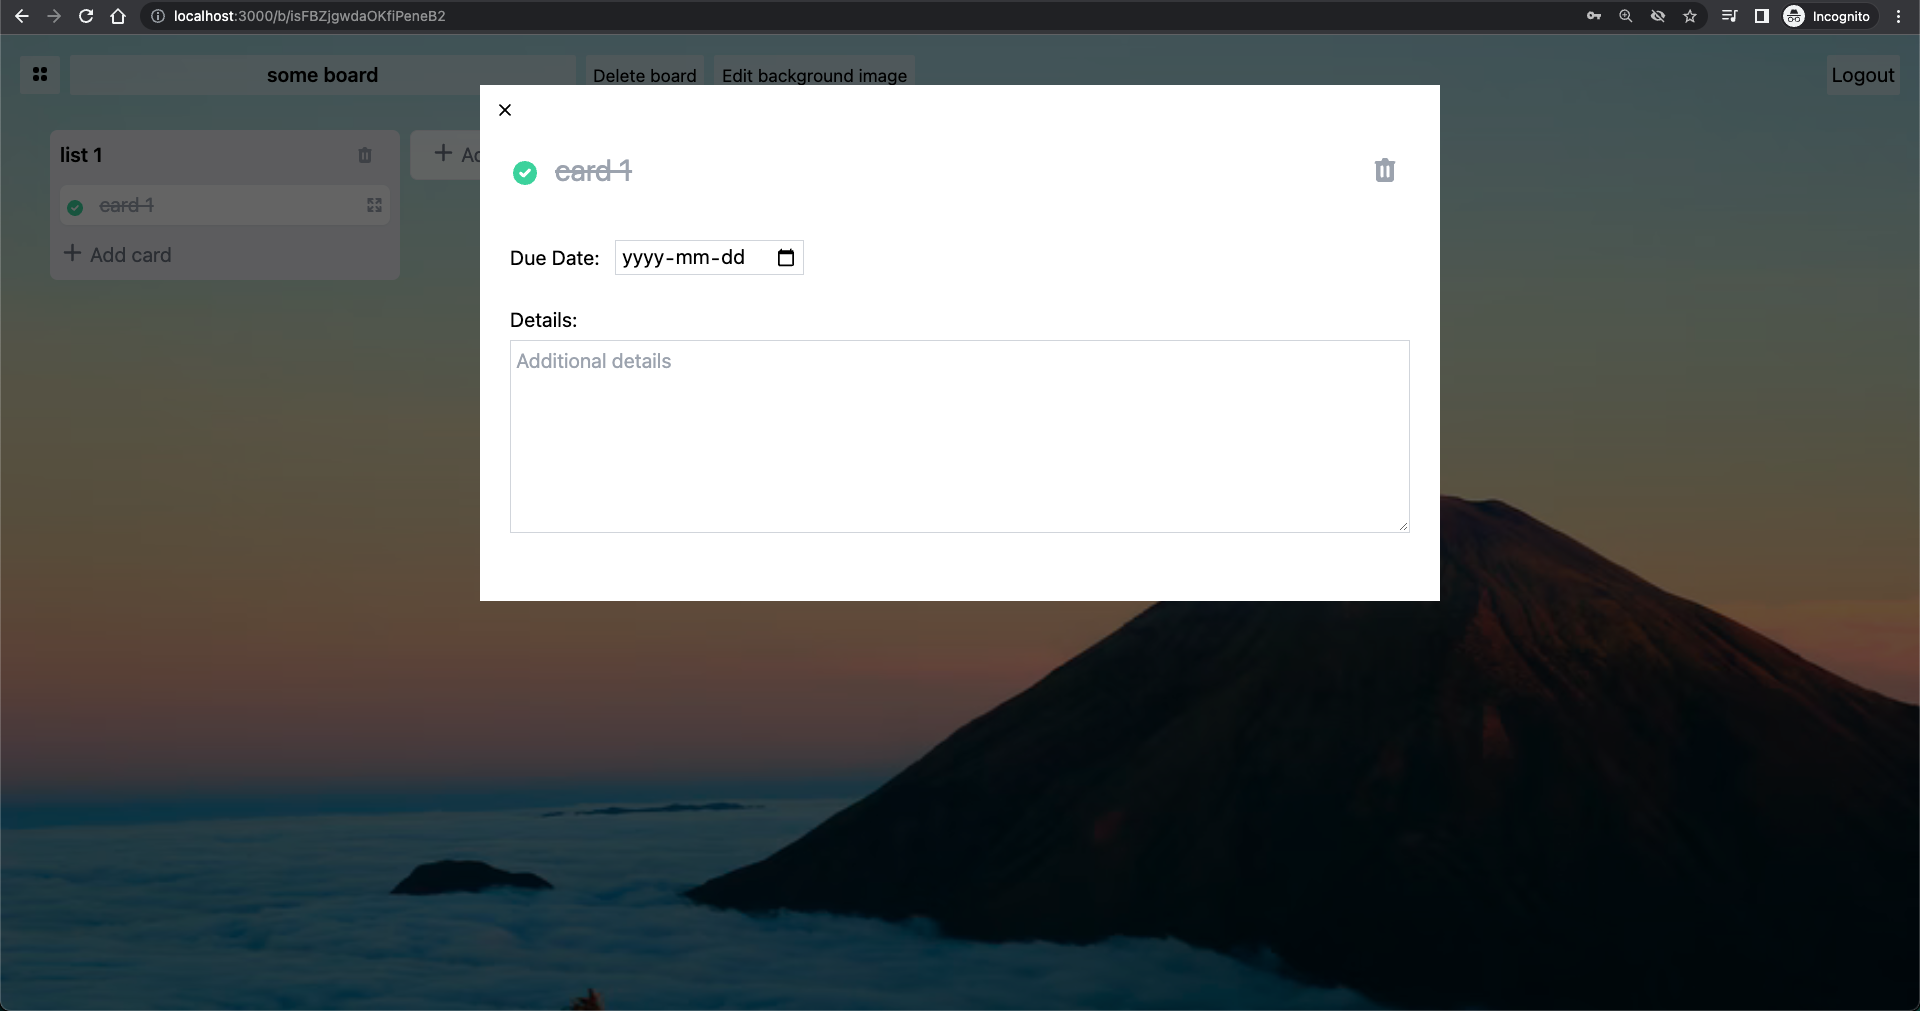 localhost:3000/b/isFBZjgwdaOKfiPeneB2
Incognito
some board
Delete board
Edit background image
Logout
list 1
card 1
Add card
card 1
Due Date: yyyy-mm-dd
Details:
Additional details